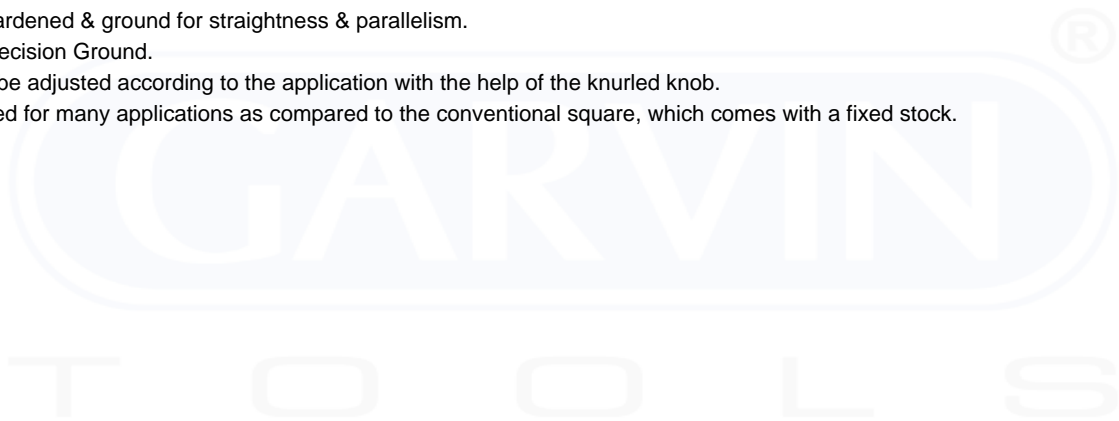 ardened & ground for straightness & parallelism.
ecision Ground.
be adjusted according to the application with the help of the knurled knob.
ed for many applications as compared to the conventional square, which comes with a fixed stock.
®
GARVIN
TOOLS